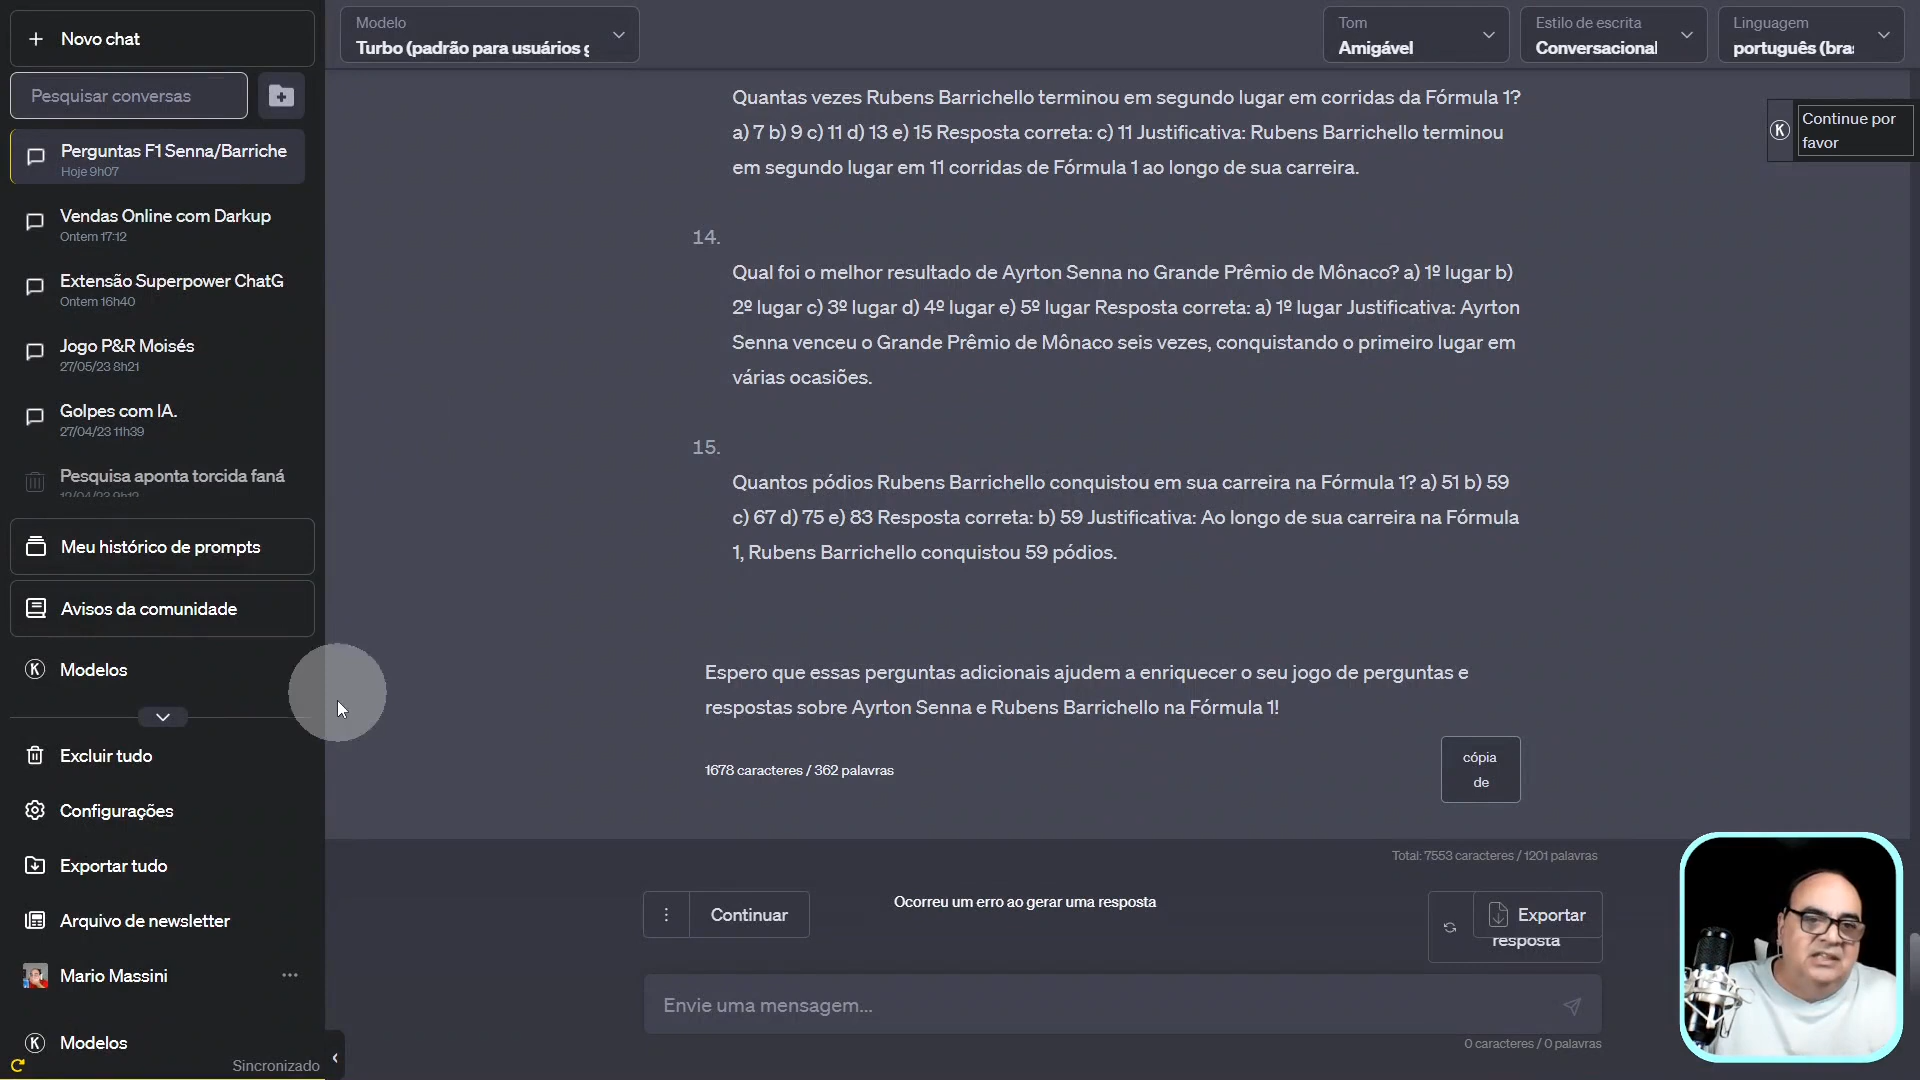 Novo chat
Pesquisar conversas
Perguntas F1 Senna/Barriche
Hoje 9h07
Vendas Online com Darkup
Ontem 17:12
Extensão Superpower ChatG
Ontem 16h40
Jogo P&R Moisés
27/05/23 8h21
Golpes com IA.
27/04/23 11h39
Pesquisa aponta torcida faná
12/04/23 9h12
Meu histórico de prompts
Avisos da comunidade
Modelos
Excluir tudo
Configurações
Exportar tudo
Arquivo de newsletter
Mario Massini
Modelos
Sincronizado
Modelo
Turbo (padrão para usuários g
Tom
Amigável
Estilo de escrita
Conversacional
Linguagem
português (bra
Continue por
favor
Quantas vezes Rubens Barrichello terminou em segundo lugar em corridas da Fórmula 1?
a) 7 b) 9 c) 11 d) 13 e) 15 Resposta correta: c) 11 Justificativa: Rubens Barrichello terminou
em segundo lugar em 11 corridas de Fórmula 1 ao longo de sua carreira.
14.
Qual foi o melhor resultado de Ayrton Senna no Grande Prêmio de Mônaco? a) 1º lugar b)
2º lugar c) 3º lugar d) 4º lugar e) 5º lugar Resposta correta: a) 1º lugar Justificativa: Ayrton
Senna venceu o Grande Prêmio de Mônaco seis vezes, conquistando o primeiro lugar em
várias ocasiões.
15.
Quantos pódios Rubens Barrichello conquistou em sua carreira na Fórmula 1? a) 51 b) 59
c) 67 d) 75 e) 83 Resposta correta: b) 59 Justificativa: Ao longo de sua carreira na Fórmula
1, Rubens Barrichello conquistou 59 pódios.
Espero que essas perguntas adicionais ajudem a enriquecer o seu jogo de perguntas e
respostas sobre Ayrton Senna e Rubens Barrichello na Fórmula 1!
1678 caracteres / 362 palavras
cópia
de
Total: 7553 caracteres / 1201 palavras
Continuar
Ocorreu um erro ao gerar uma resposta
Exportar
resposta
Envie uma mensagem...
0 caracteres / 0 palavras